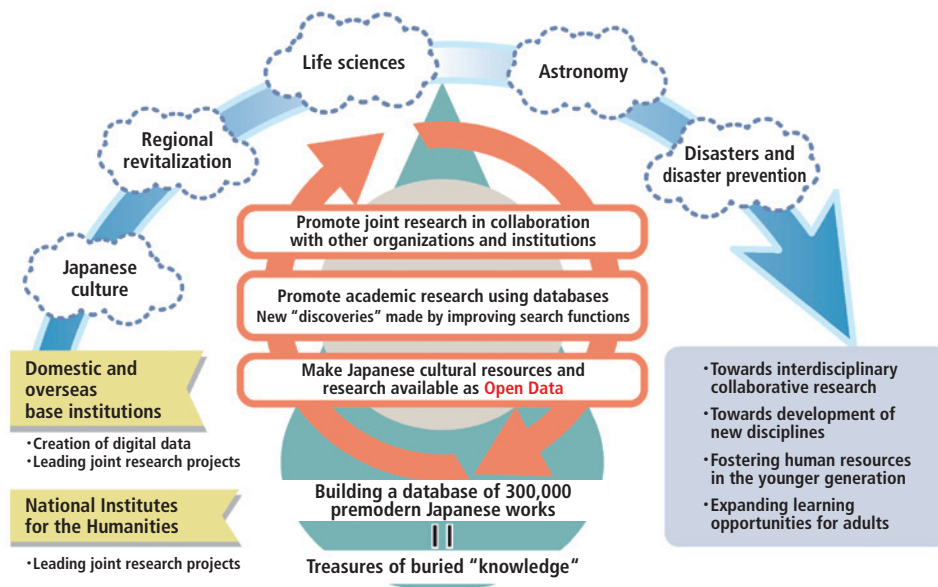 Life sciences
Astronomy
Regional
revitalization
Disasters and
disaster prevention
Japanese
culture
Promote joint research in collaboration
with other organizations and institutions
Promote academic research using databases
New “discoveries” made by improving search functions
Make Japanese cultural resources and
research available as Open Data
Domestic and
overseas
base institutions
・Creation of digital data
・Leading joint research projects
National Institutes
for the Humanities
・Leading joint research projects
Building a database of 300,000
premodern Japanese works
Treasures of buried “knowledge“
・Towards interdisciplinary
collaborative research
・Towards development of
new disciplines
・Fostering human resources
in the younger generation
・Expanding learning
opportunities for adults